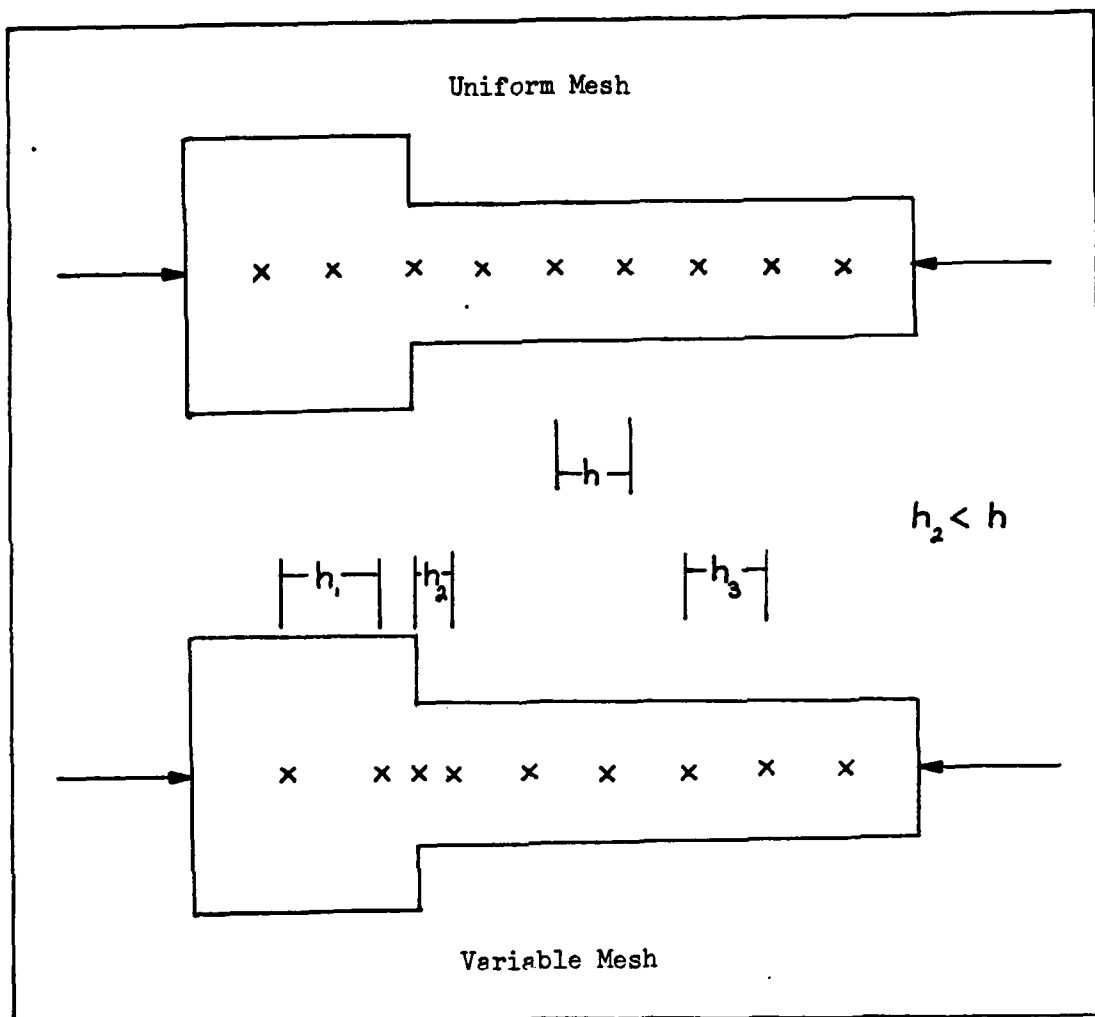 Uniform Mesh
h
h₂ < h
h₁ h₂ h₃
Variable Mesh